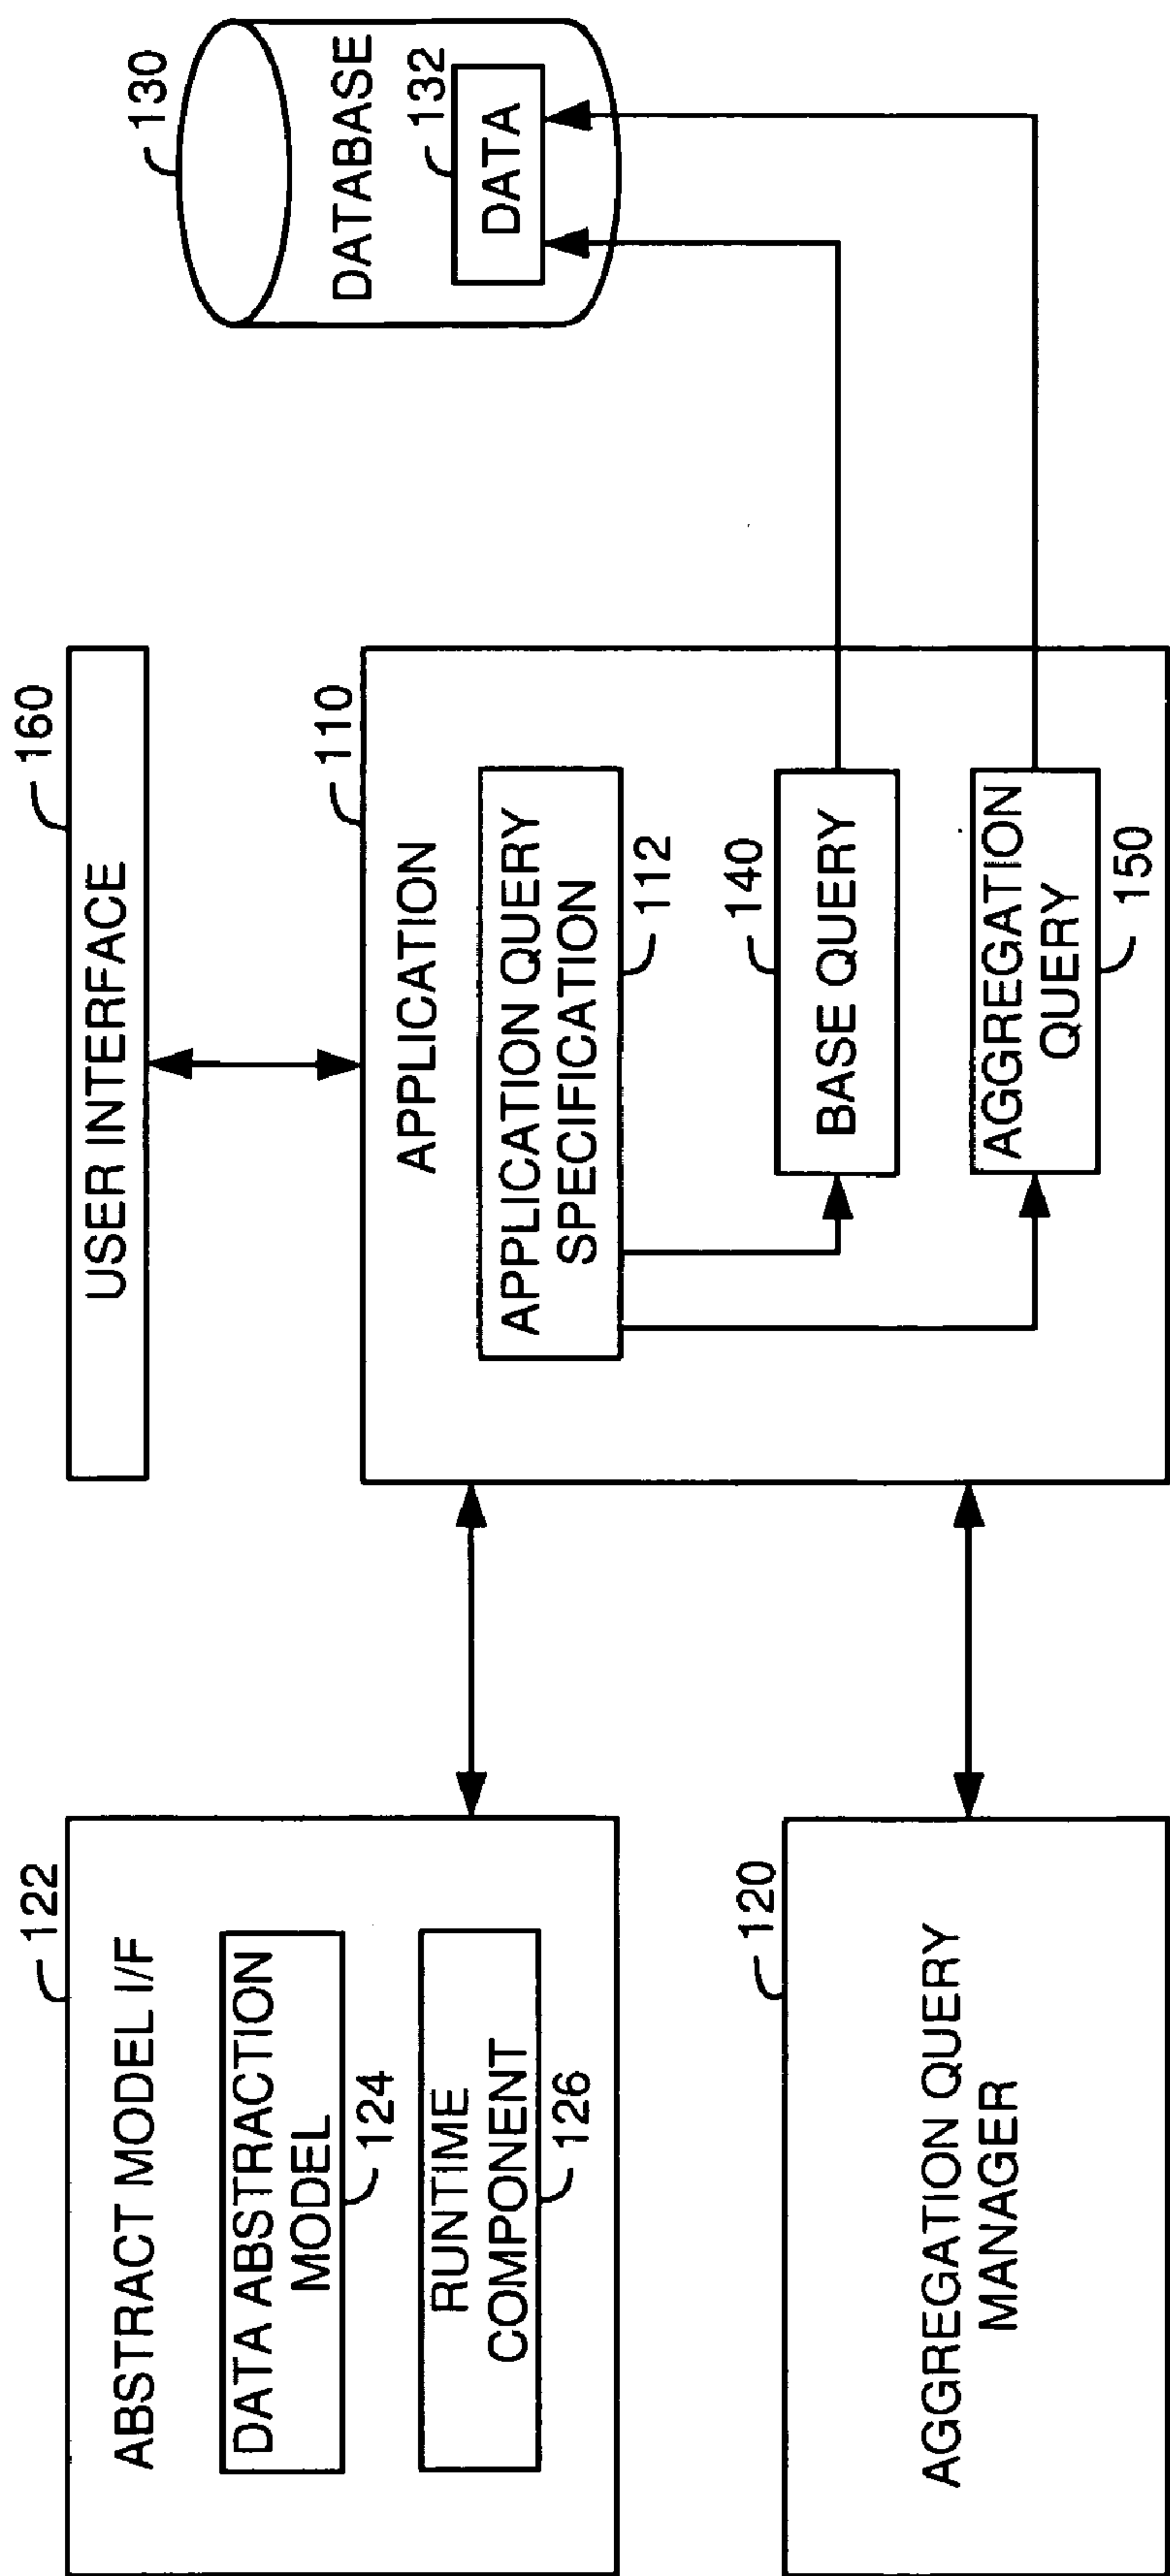 160
USER INTERFACE
122
ABSTRACT MODEL I/F
DATA ABSTRACTION
MODEL
124
RUNTIME
COMPONENT
126
120
AGGREGATION QUERY
MANAGER
110
APPLICATION
APPLICATION QUERY
SPECIFICATION
112
140
BASE QUERY
AGGREGATION
QUERY
150
130
DATABASE
132
DATA